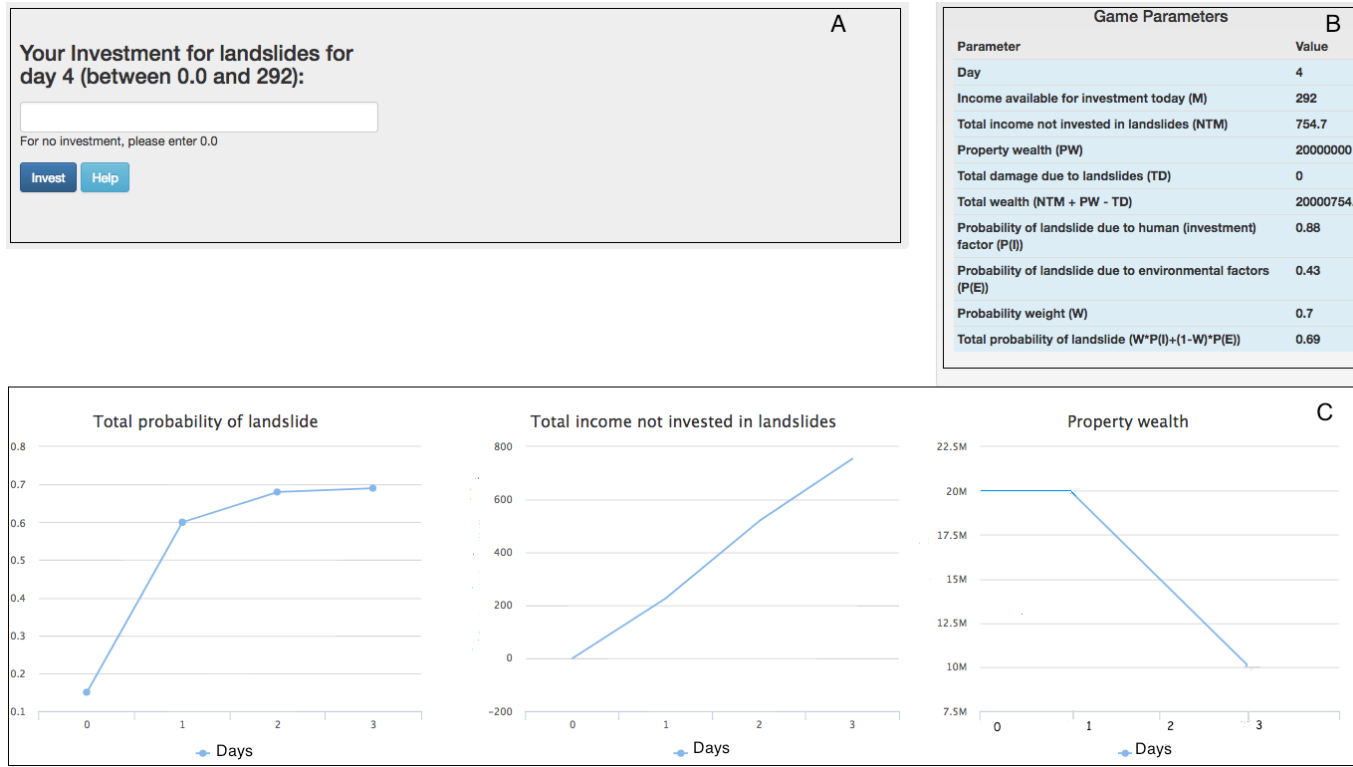 A
Your Investment for landslides for
day 4 (between 0.0 and 292):
For no investment, please enter 0.0
Invest Help
Game Parameters
B
Parameter Value
Day 4
Income available for investment today (M) 292
Total income not invested in landslides (NTM) 754.7
Property wealth (PW) 20000000
Total damage due to landslides (TD) 0
Total wealth (NTM + PW - TD) 20000754.
Probability of landslide due to human (investment) 0.88
factor (P(I))
Probability of landslide due to environmental factors 0.43
(P(E))
Probability weight (W) 0.7
Total probability of landslide (W*P(I)+(1-W)*P(E)) 0.69
C
Total probability of landslide
0.8
0.7
0.6
0.5
0.4
0.3
0.2
0.1
0 1 2 3
Days
Total income not invested in landslides
800
600
400
200
0
-200
0 1 2 3
Days
Property wealth
22.5M
20M
17.5M
15M
12.5M
10M
7.5M
0 1 2 3
Days